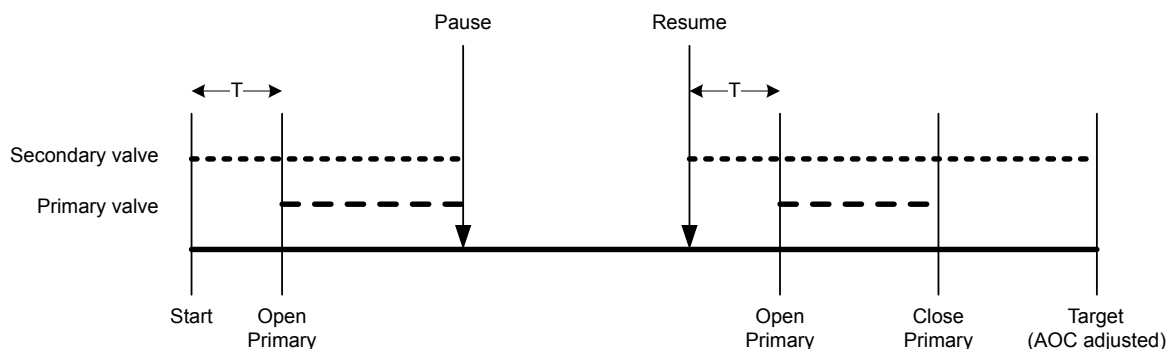 Pause
Resume
T
T
Secondary valve
Primary valve
Start
Open
Primary
Open
Primary
Close
Primary
Target
(AOC adjusted)